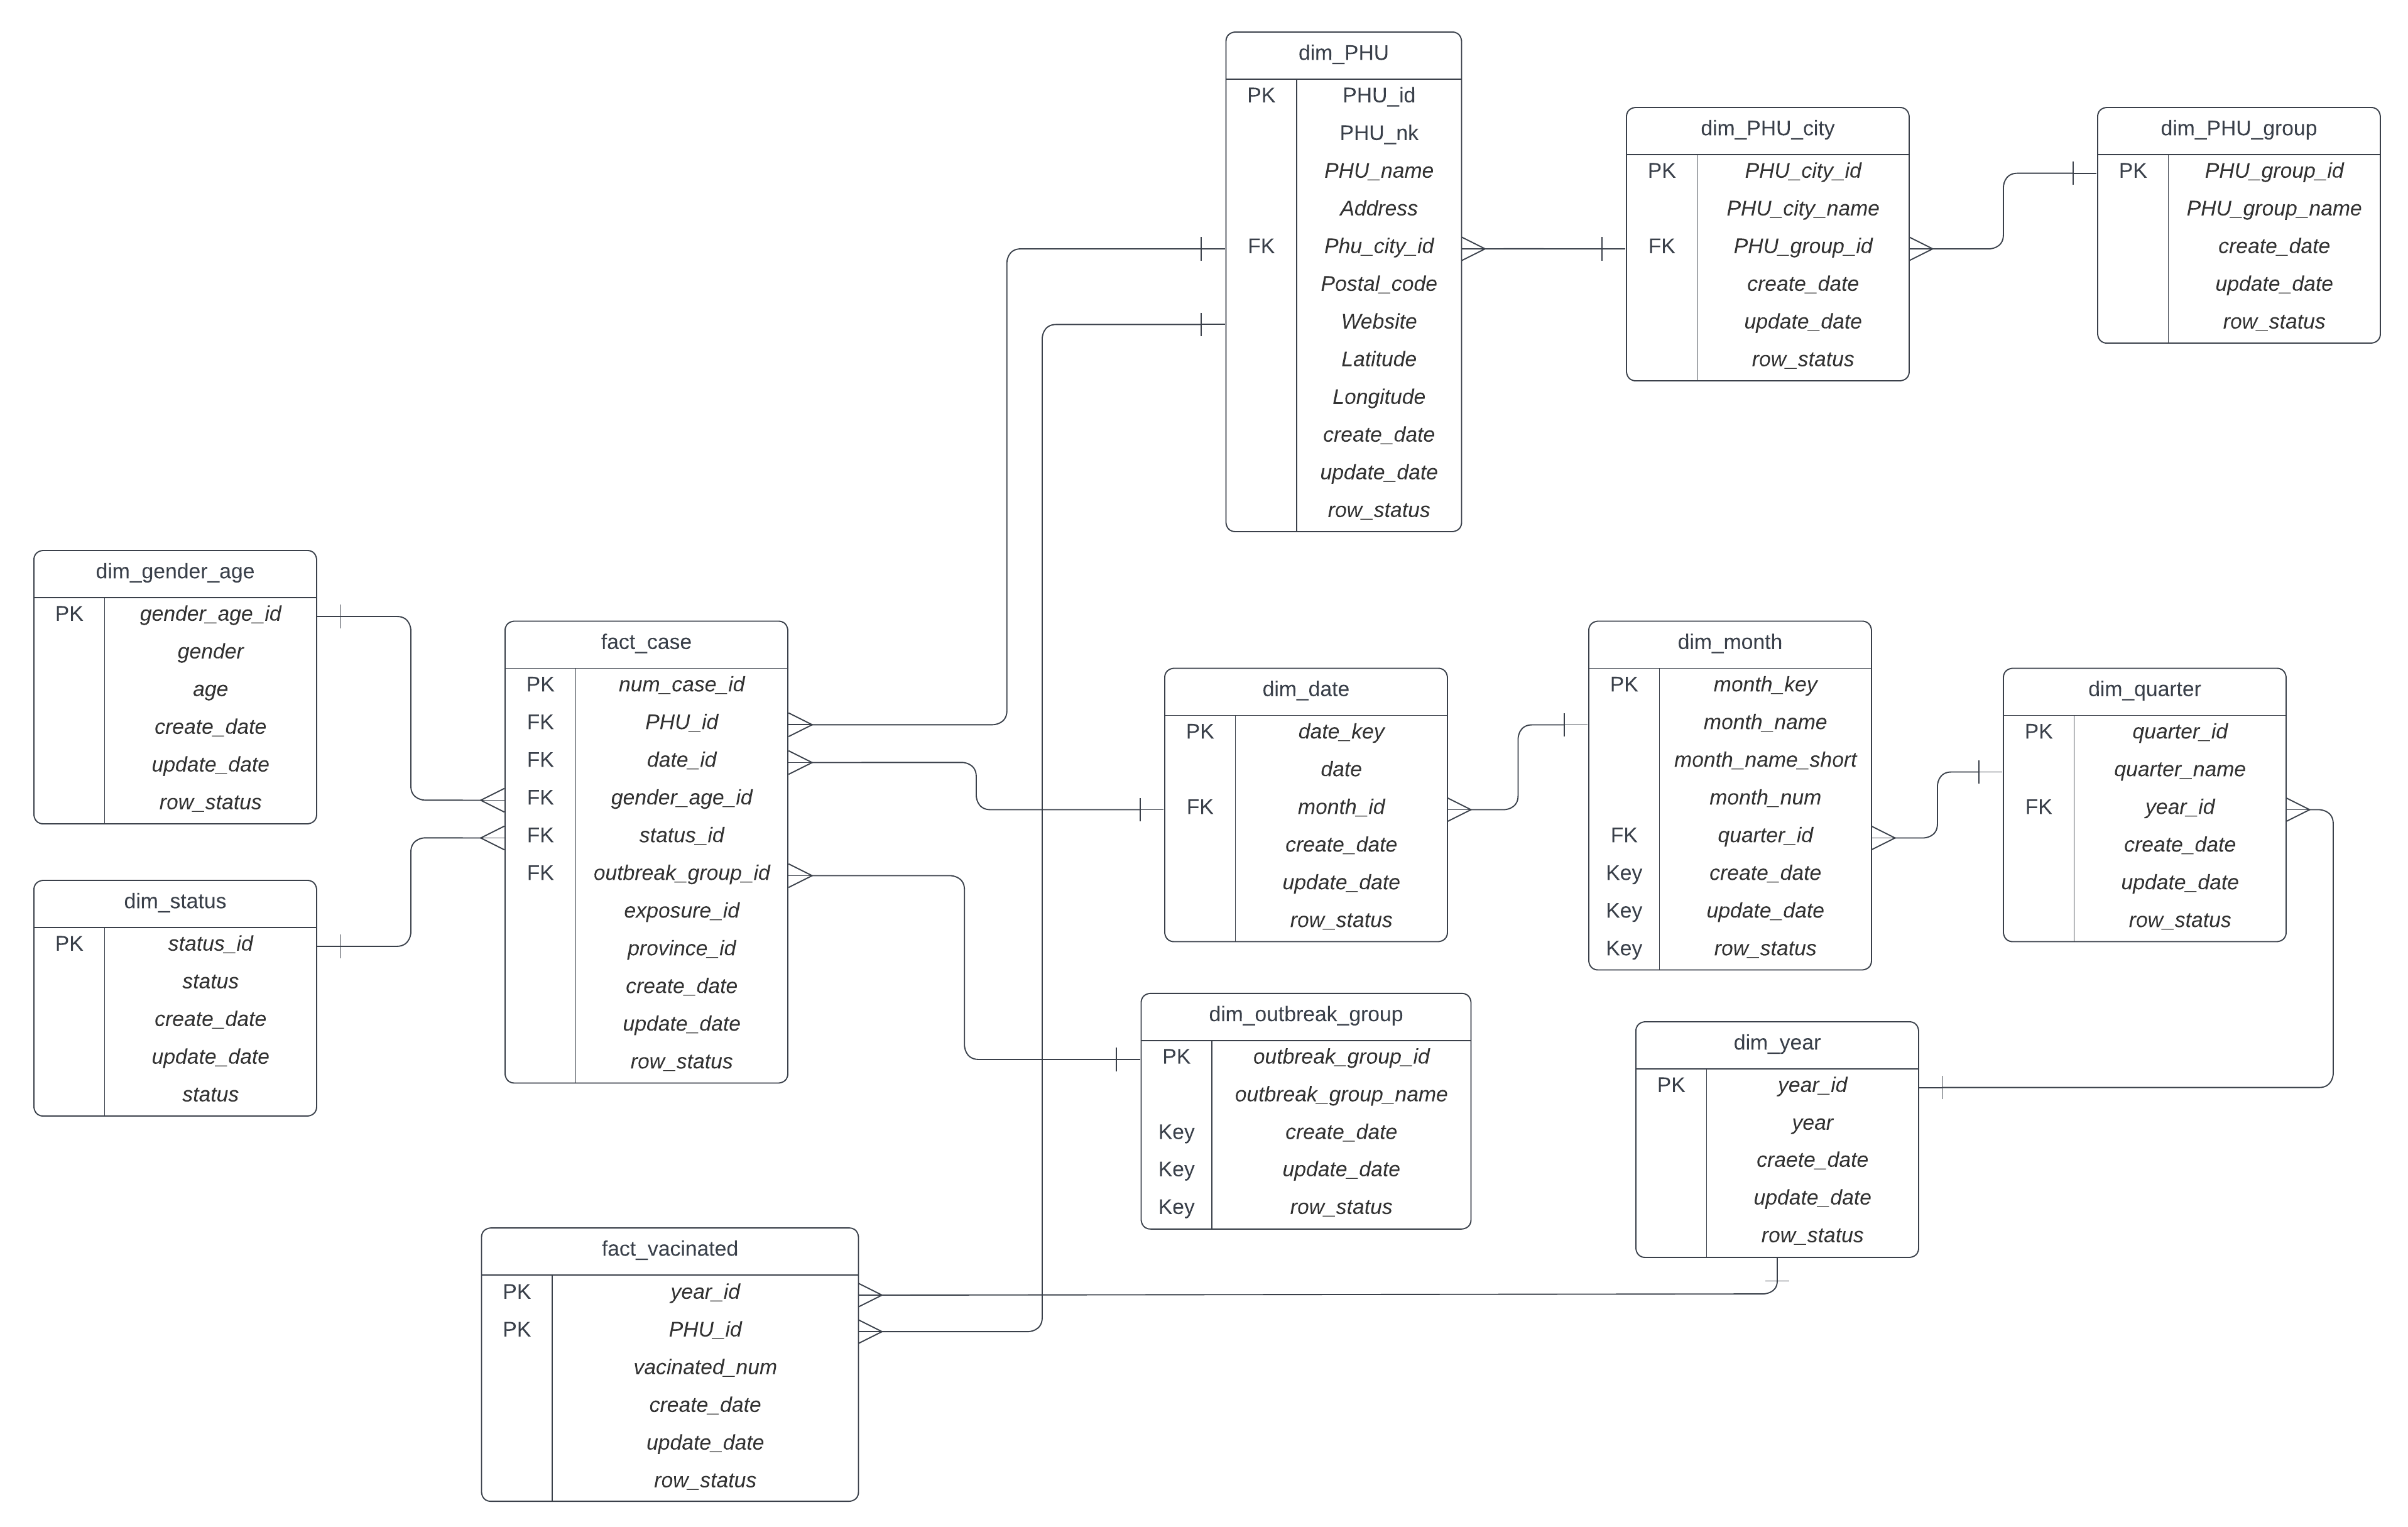 dim_PHU
PK PHU_id
PHU_nk
PHU_name
Address
FK Phu_city_id
Postal_code
Website
Latitude
Longitude
create_date
update_date
row_status
dim_PHU_city
PK PHU_city_id
PHU_city_name
FK PHU_group_id
create_date
update_date
row_status
dim_PHU_group
PK PHU_group_id
PHU_group_name
create_date
update_date
row_status
dim_gender_age
PK gender_age_id
gender
age
create_date
update_date
row_status
fact_case
PK num_case_id
FK PHU_id
FK date_id
FK gender_age_id
FK status_id
FK outbreak_group_id
exposure_id
province_id
create_date
update_date
row_status
dim_date
PK date_key
date
FK month_id
create_date
update_date
row_status
dim_month
PK month_key
month_name
month_name_short
month_num
FK quarter_id
Key create_date
Key update_date
Key row_status
dim_quarter
PK quarter_id
quarter_name
FK year_id
create_date
update_date
row_status
dim_status
PK status_id
status
create_date
update_date
status
dim_outbreak_group
PK outbreak_group_id
outbreak_group_name
Key create_date
Key update_date
Key row_status
dim_year
PK year_id
year
craete_date
update_date
row_status
fact_vacinated
PK year_id
PK PHU_id
vacinated_num
create_date
update_date
row_status